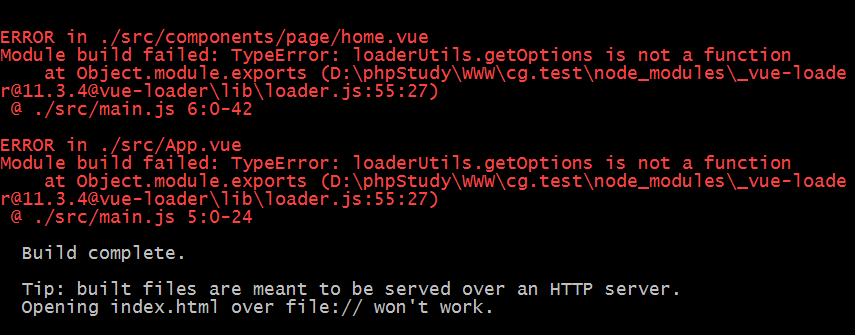 ERROR in ./src/components/page/home.vue
Module build failed: TypeError: loaderUtils.getOptions is not a function
    at Object.module.exports (D:\phpStudy\WWW\cg.test\node_modules\_vue-loade
r@11.3.4@vue-loader\lib\loader.js:55:27)
 @ ./src/main.js 6:0-42
ERROR in ./src/App.vue
Module build failed: TypeError: loaderUtils.getOptions is not a function
    at Object.module.exports (D:\phpStudy\WWW\cg.test\node_modules\_vue-loade
r@11.3.4@vue-loader\lib\loader.js:55:27)
 @ ./src/main.js 5:0-24
  Build complete.
  Tip: built files are meant to be served over an HTTP server.
  Opening index.html over file:// won't work.